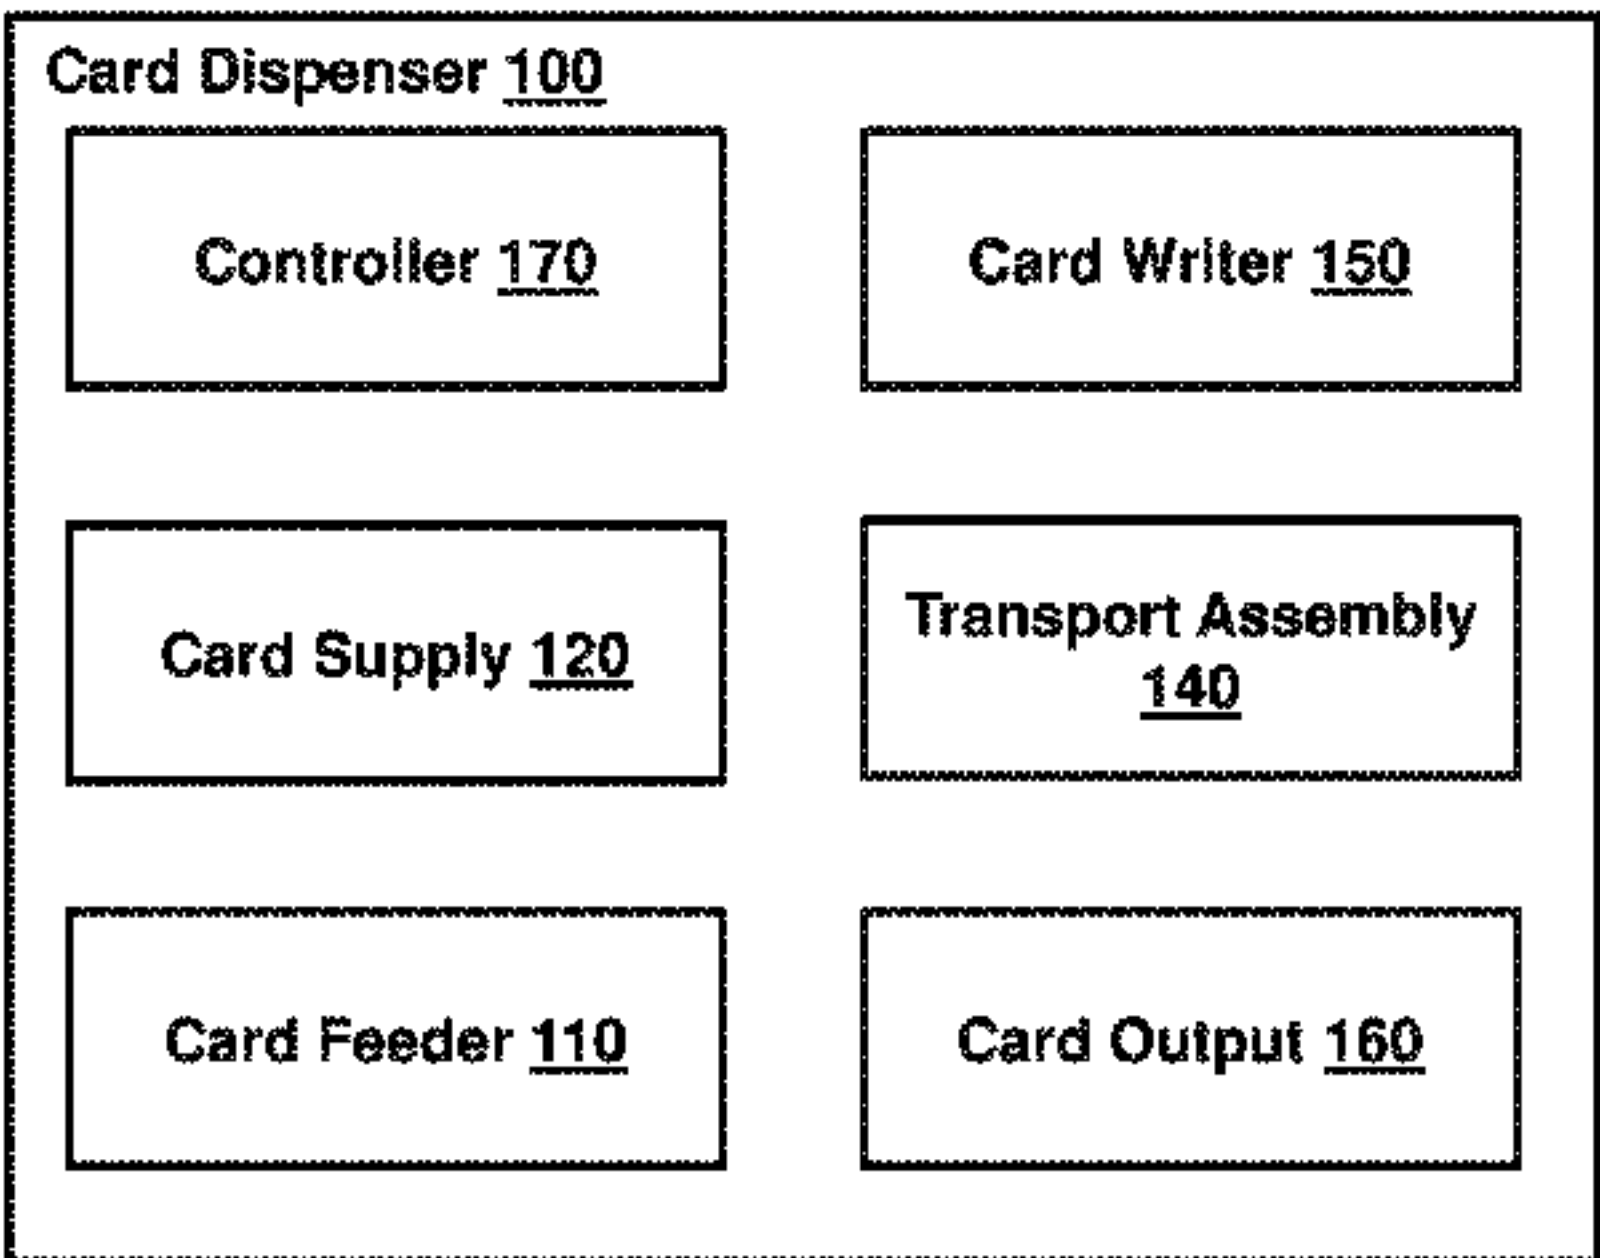 Card Dispenser 100
Controller 170
Card Writer 150
Card Supply 120
Transport Assembly
140
Card Feeder 110
Card Output 160